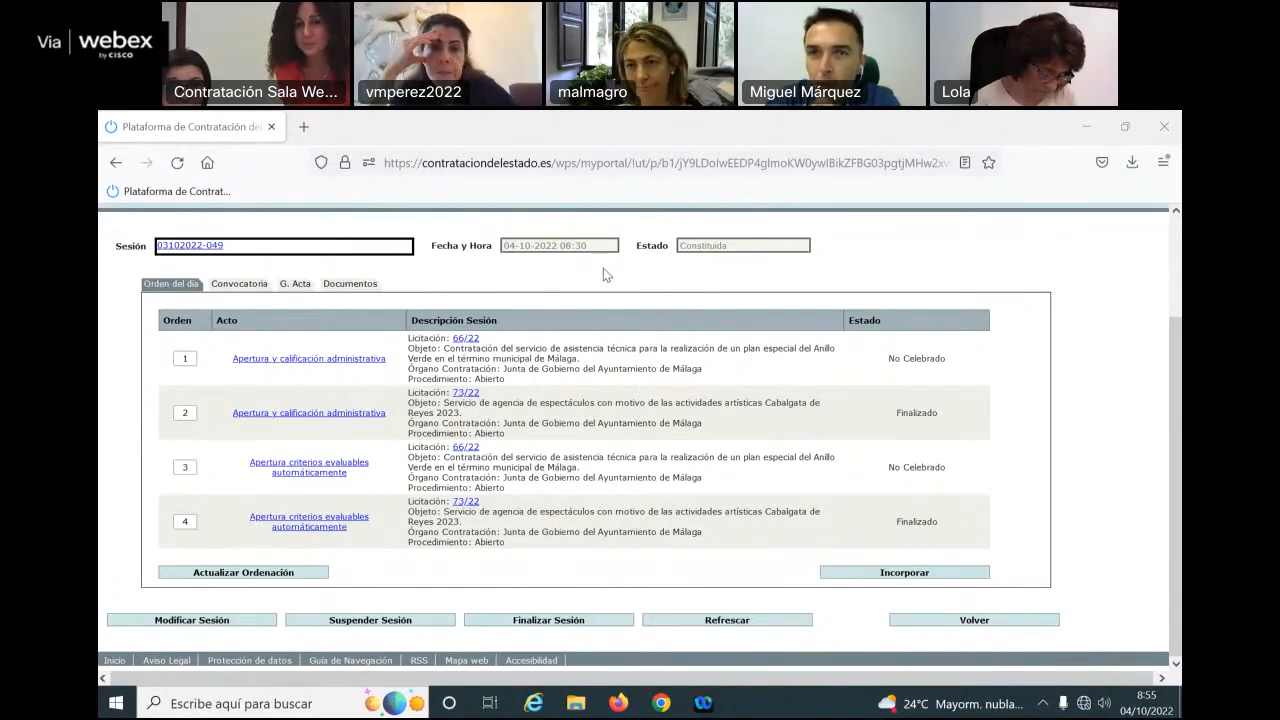 Via webex
by CISCO
Contratación Sala We...
vmperez2022
malmagro
Miguel Márquez
Lola
Plataforma de Contratación del
https://contrataciondelestado.es/wps/myportal/!ut/p/b1/
Plataforma de Contrat...
Sesión 03102022-049 Fecha y Hora 04-10-2022 08:30 Estado Constituida
Orden del día Convocatoria G. Acta Documentos
Orden Acto Descripción Sesión Estado
1 Apertura y calificación administrativa
Licitación: 66/22
Objeto: Contratación del servicio de asistencia técnica para la realización de un plan especial del Anillo
Verde en el término municipal de Málaga.
Órgano Contratación: Junta de Gobierno del Ayuntamiento de Málaga
Procedimiento: Abierto
No Celebrado
2 Apertura y calificación administrativa
Licitación: 73/22
Objeto: Servicio de agencia de espectáculos con motivo de las actividades artísticas Cabalgata de
Reyes 2023.
Órgano Contratación: Junta de Gobierno del Ayuntamiento de Málaga
Procedimiento: Abierto
Finalizado
3 Apertura criterios evaluables
automáticamente
Licitación: 66/22
Objeto: Contratación del servicio de asistencia técnica para la realización de un plan especial del Anillo
Verde en el término municipal de Málaga.
Órgano Contratación: Junta de Gobierno del Ayuntamiento de Málaga
Procedimiento: Abierto
No Celebrado
4 Apertura criterios evaluables
automáticamente
Licitación: 73/22
Objeto: Servicio de agencia de espectáculos con motivo de las actividades artísticas Cabalgata de
Reyes 2023.
Órgano Contratación: Junta de Gobierno del Ayuntamiento de Málaga
Procedimiento: Abierto
Finalizado
Actualizar Ordenación Incorporar
Modificar Sesión Suspender Sesión Finalizar Sesión Refrescar Volver
Inicio Aviso Legal Protección de datos Guía de Navegación RSS Mapa web Accesibilidad
Escribe aquí para buscar
24°C Mayorm. nubla...
8:55
04/10/2022